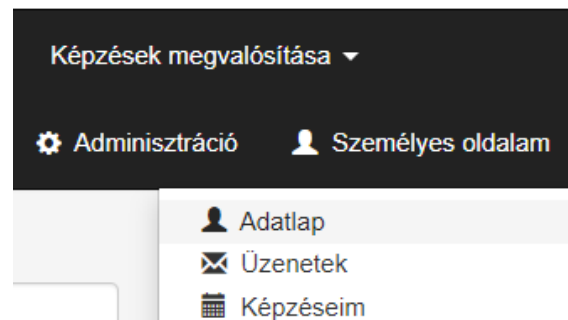 Képzések megvalósítása
Adminisztráció Személyes oldalam
Adatlap
Üzenetek
Képzéseim